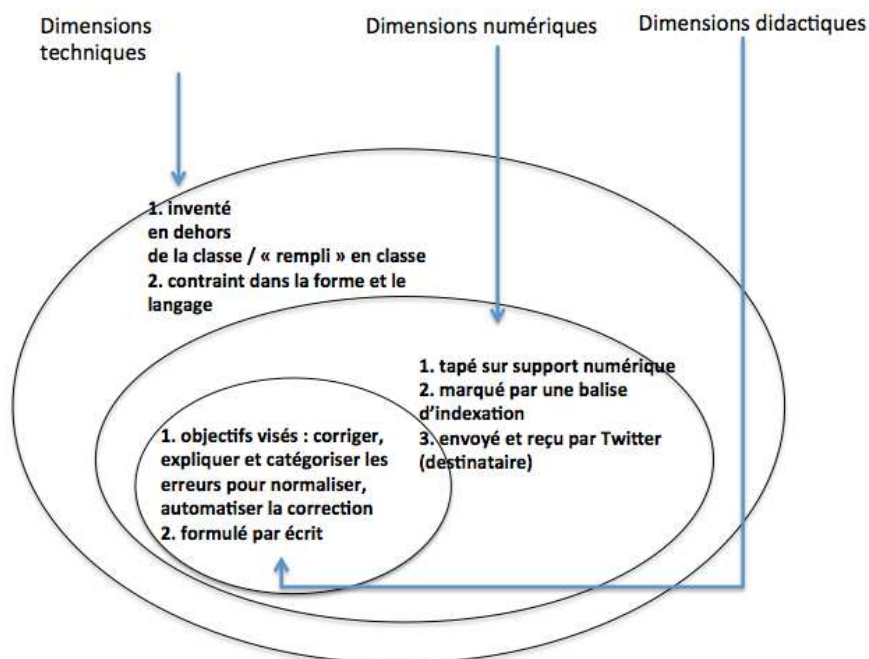 Dimensions
techniques
Dimensions numériques
Dimensions didactiques
1. inventé
en dehors
de la classe / « rempli » en classe
2. contraint dans la forme et le
langage
1. tapé sur support numérique
2. marqué par une balise
d'indexation
3. envoyé et reçu par Twitter
(destinataire)
1. objectifs visés : corriger,
expliquer et catégoriser les
erreurs pour normaliser,
automatiser la correction
2. formulé par écrit